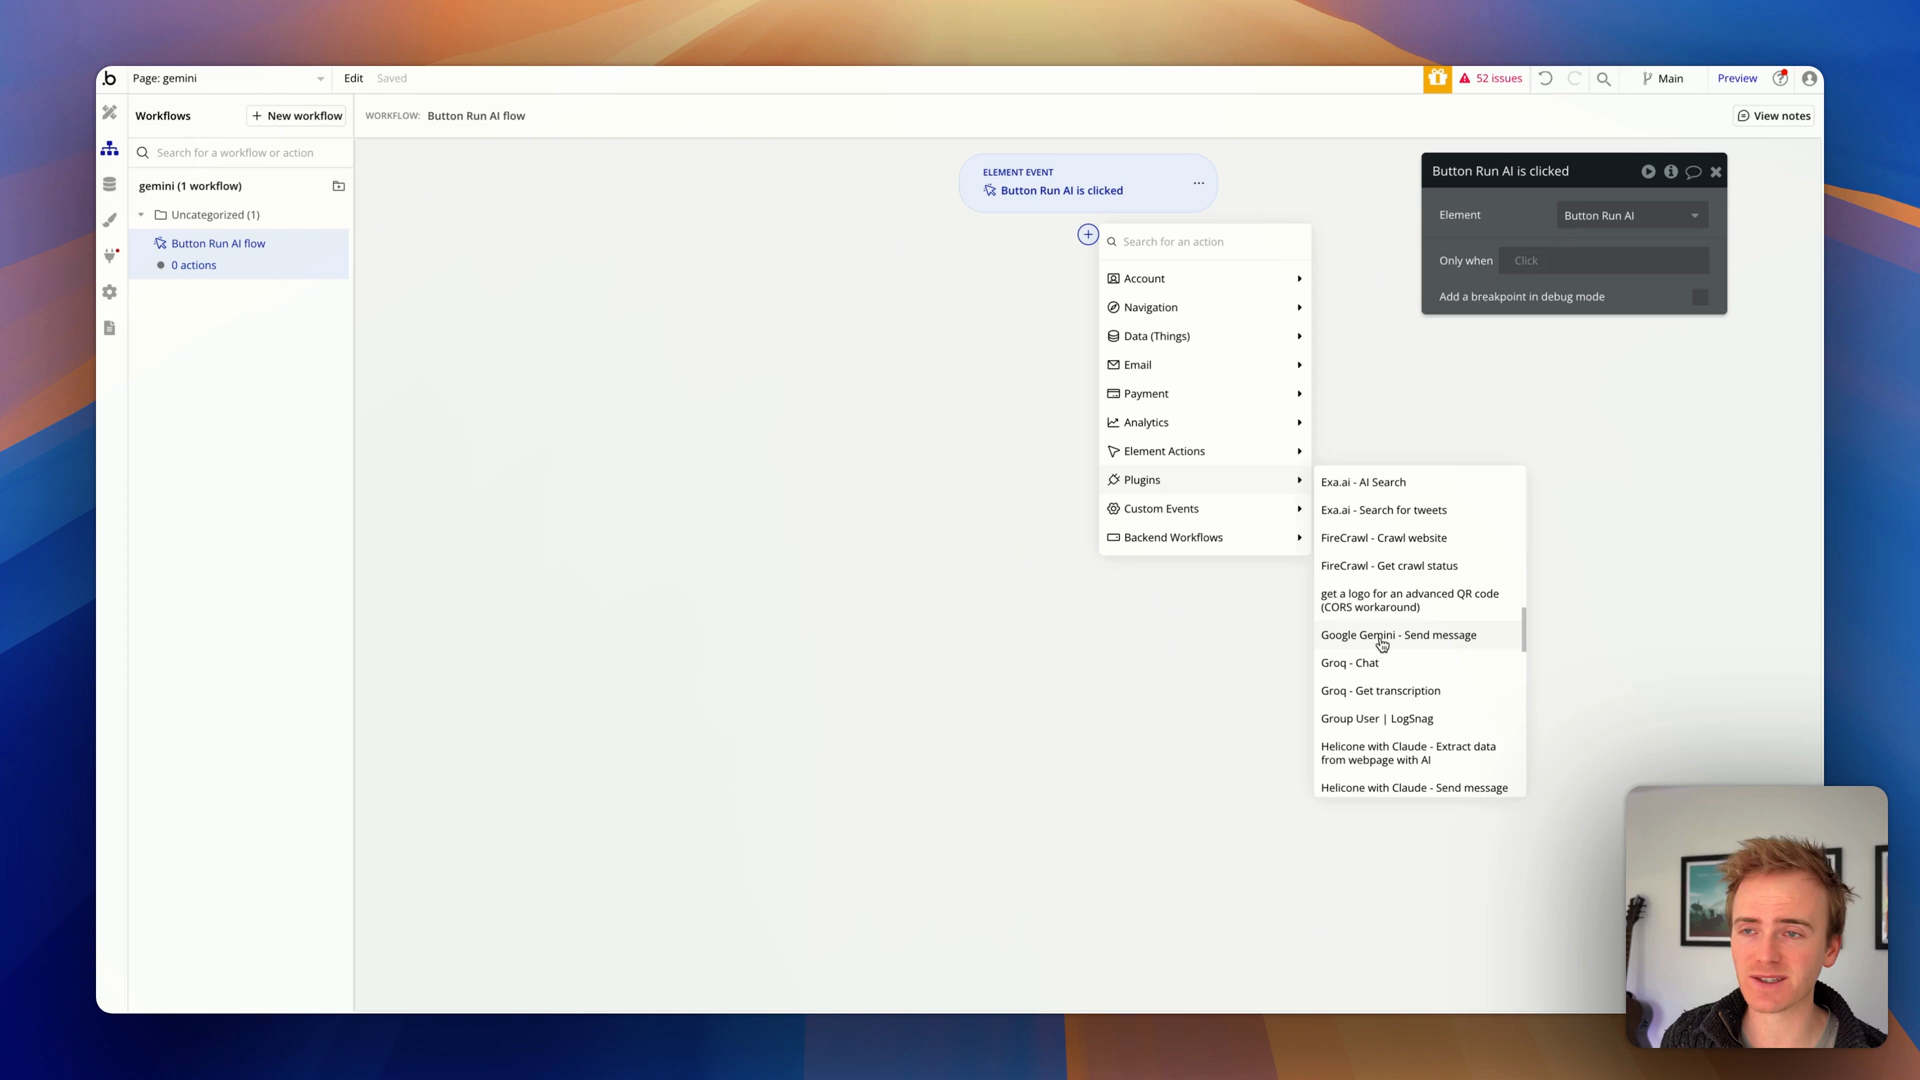 .b
Page: gemini
Edit
Saved
52 issues
Main
Preview
Workflows
+ New workflow
WORKFLOW: Button Run AI flow
View notes
Search for a workflow or action
gemini (1 workflow)
Uncategorized (1)
Button Run AI flow
0 actions
ELEMENT EVENT
Button Run AI is clicked
...
Search for an action
Account
Navigation
Data (Things)
Email
Payment
Analytics
Element Actions
Plugins
Custom Events
Backend Workflows
Exa.ai - AI Search
Exa.ai - Search for tweets
FireCrawl - Crawl website
FireCrawl - Get crawl status
get a logo for an advanced QR code
(CORS workaround)
Google Gemini - Send message
Groq - Chat
Groq - Get transcription
Group User | LogSnag
Helicone with Claude - Extract data
from webpage with AI
Helicone with Claude - Send message
Button Run AI is clicked
Element
Button Run AI
Only when
Click
Add a breakpoint in debug mode